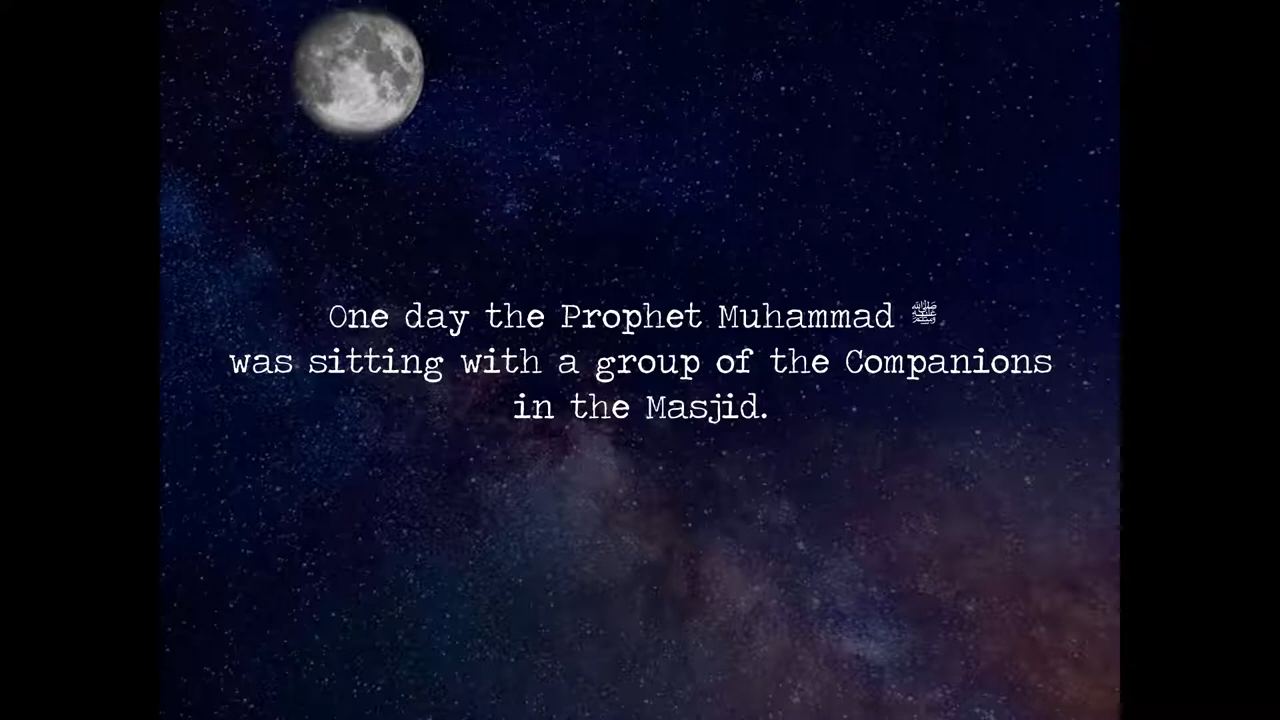 One day the Prophet Muhammad ﷺ
was sitting with a group of the Companions
in the Masjid.